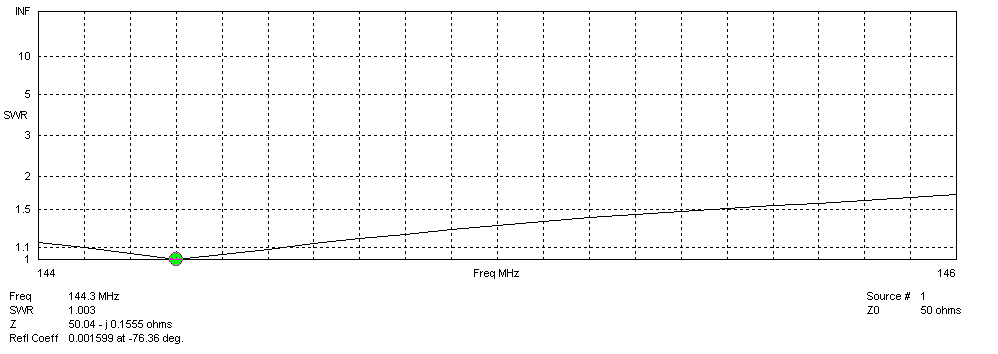 INF
10
5
SWR
3
2
1.5
1.1
1
144 Freq MHz 146
Freq 144.3 MHz Source # 1
SWR 1.003 Z0 50 ohms
Z 50.04 - j 0.1555 ohms
Refl Coeff 0.001599 at -76.36 deg.